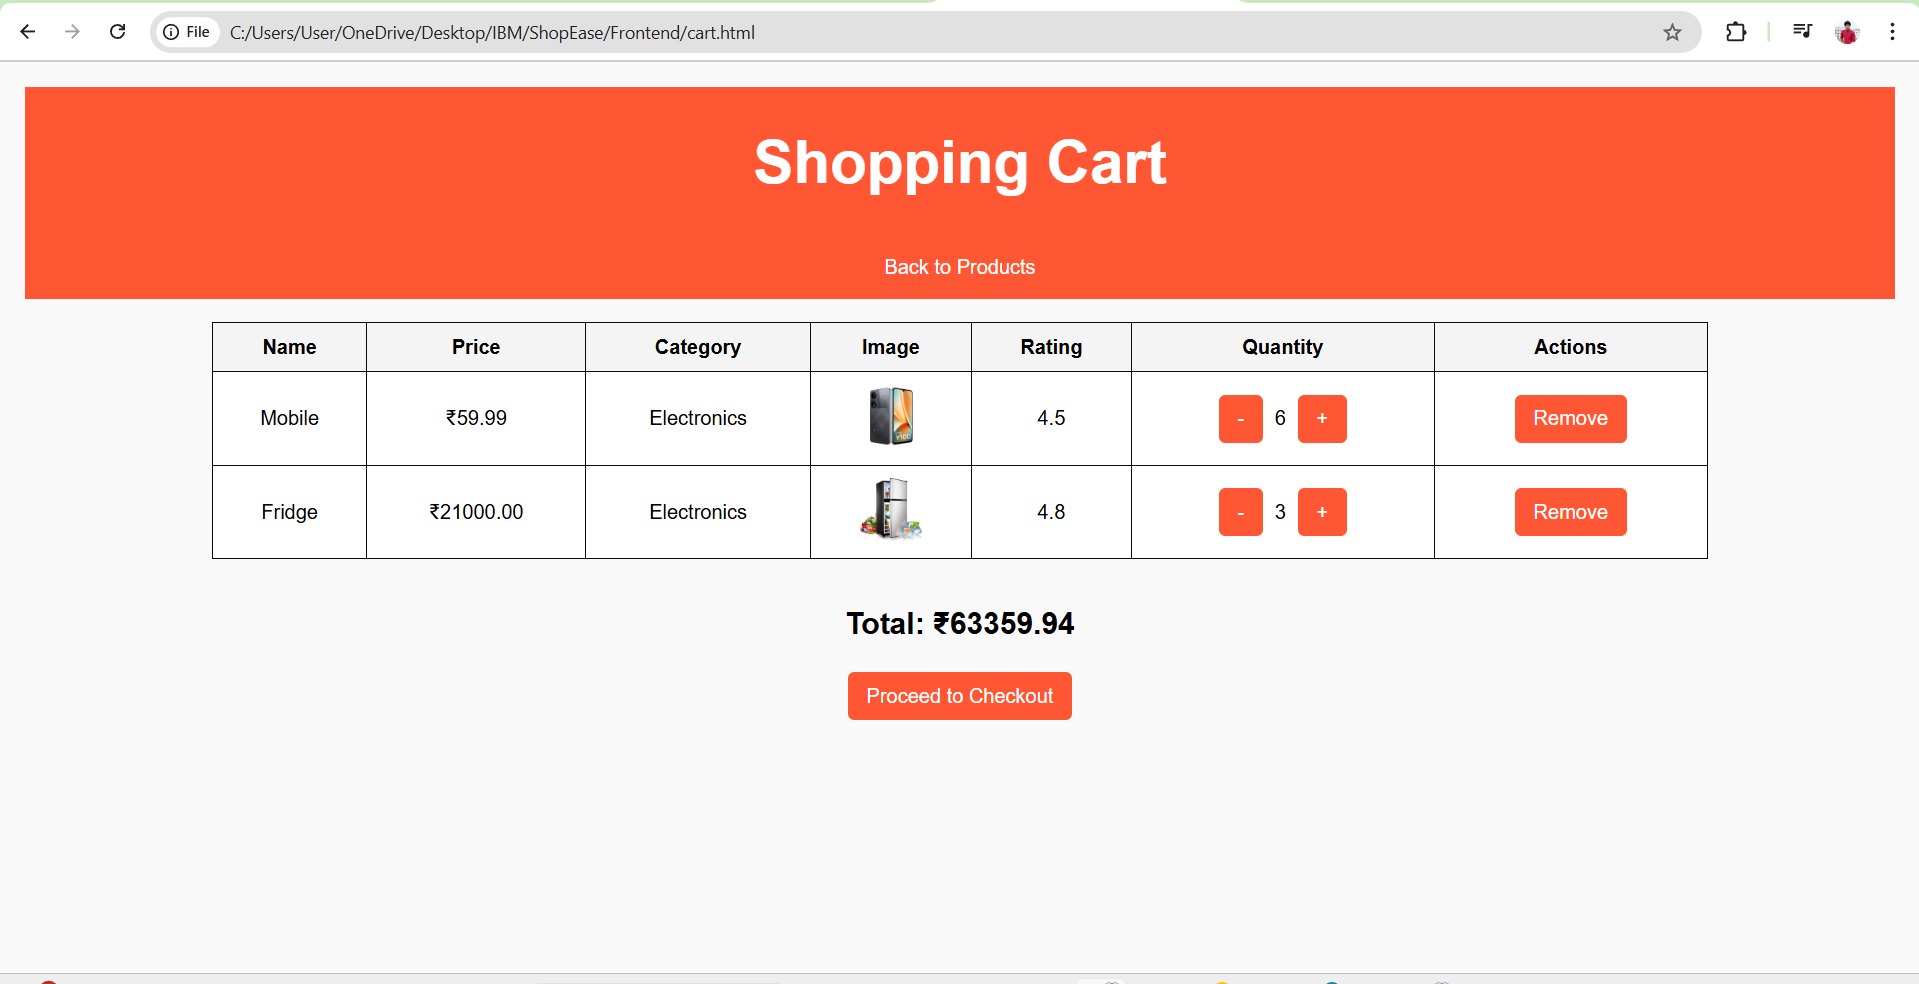 File C:/Users/User/OneDrive/Desktop/IBM/ShopEase/Frontend/cart.html
Shopping Cart
Back to Products
Name Price Category Image Rating Quantity Actions
Mobile ₹59.99 Electronics 4.5 - 6 + Remove
Fridge ₹21000.00 Electronics 4.8 - 3 + Remove
Total: ₹63359.94
Proceed to Checkout